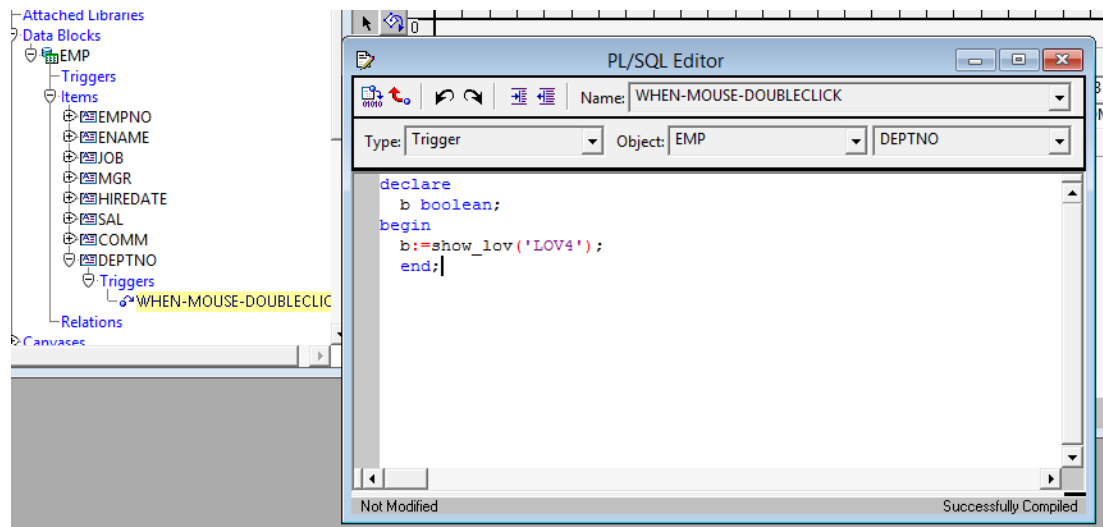 Attached Libraries
Data Blocks
EMP
Triggers
Items
EMPNO
ENAME
JOB
MGR
HIREDATE
SAL
COMM
DEPTNO
Triggers
WHEN-MOUSE-DOUBLECLIC
Relations
Canvases
0
PL/SQL Editor
Name: WHEN-MOUSE-DOUBLECLICK
Type: Trigger Object: EMP DEPTNO
declare
b boolean;
begin
b:=show_lov('LOV4');
end;
Not Modified Successfully Compiled